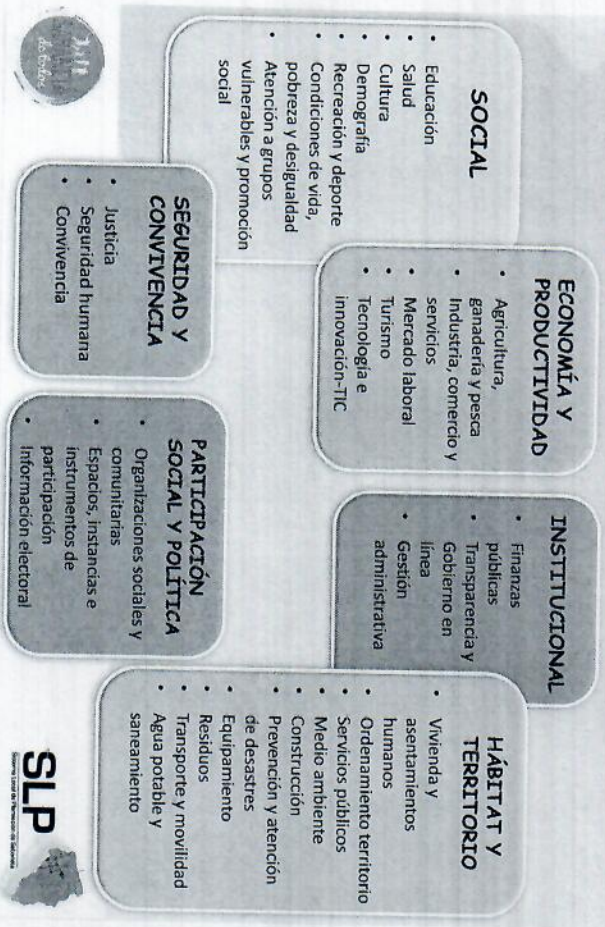 SOCIAL
• Educación
• Salud
• Cultura
• Demografía
• Recreación y deporte
• Condiciones de vida,
pobreza y desigualdad
• Atención a grupos
vulnerables y promoción
social
ECONOMÍA Y
PRODUCTIVIDAD
• Agricultura,
ganadería y pesca
• Industria, comercio y
servicios
• Mercado laboral
• Turismo
• Tecnología e
innovación-TIC
INSTITUCIONAL
• Finanzas
públicas
• Transparencia y
Gobierno en
línea
• Gestión
administrativa
HÁBITAT Y
TERRITORIO
• Vivienda y
asentamientos
humanos
• Ordenamiento territorio
• Servicios públicos
• Medio ambiente
• Construcción
• Prevención y atención
de desastres
• Equipamiento
• Residuos
• Transporte y movilidad
• Agua potable y
saneamiento
SEGURIDAD Y
CONVIVENCIA
• Justicia
• Seguridad humana
• Convivencia
PARTICIPACIÓN
SOCIAL Y POLÍTICA
• Organizaciones sociales y
comunitarias
• Espacios, instancias e
instrumentos de
participación
• Información electoral
de todos
SLP